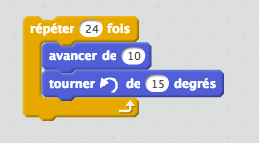 répéter 24 fois
avancer de 10
tourner de 15 degrés